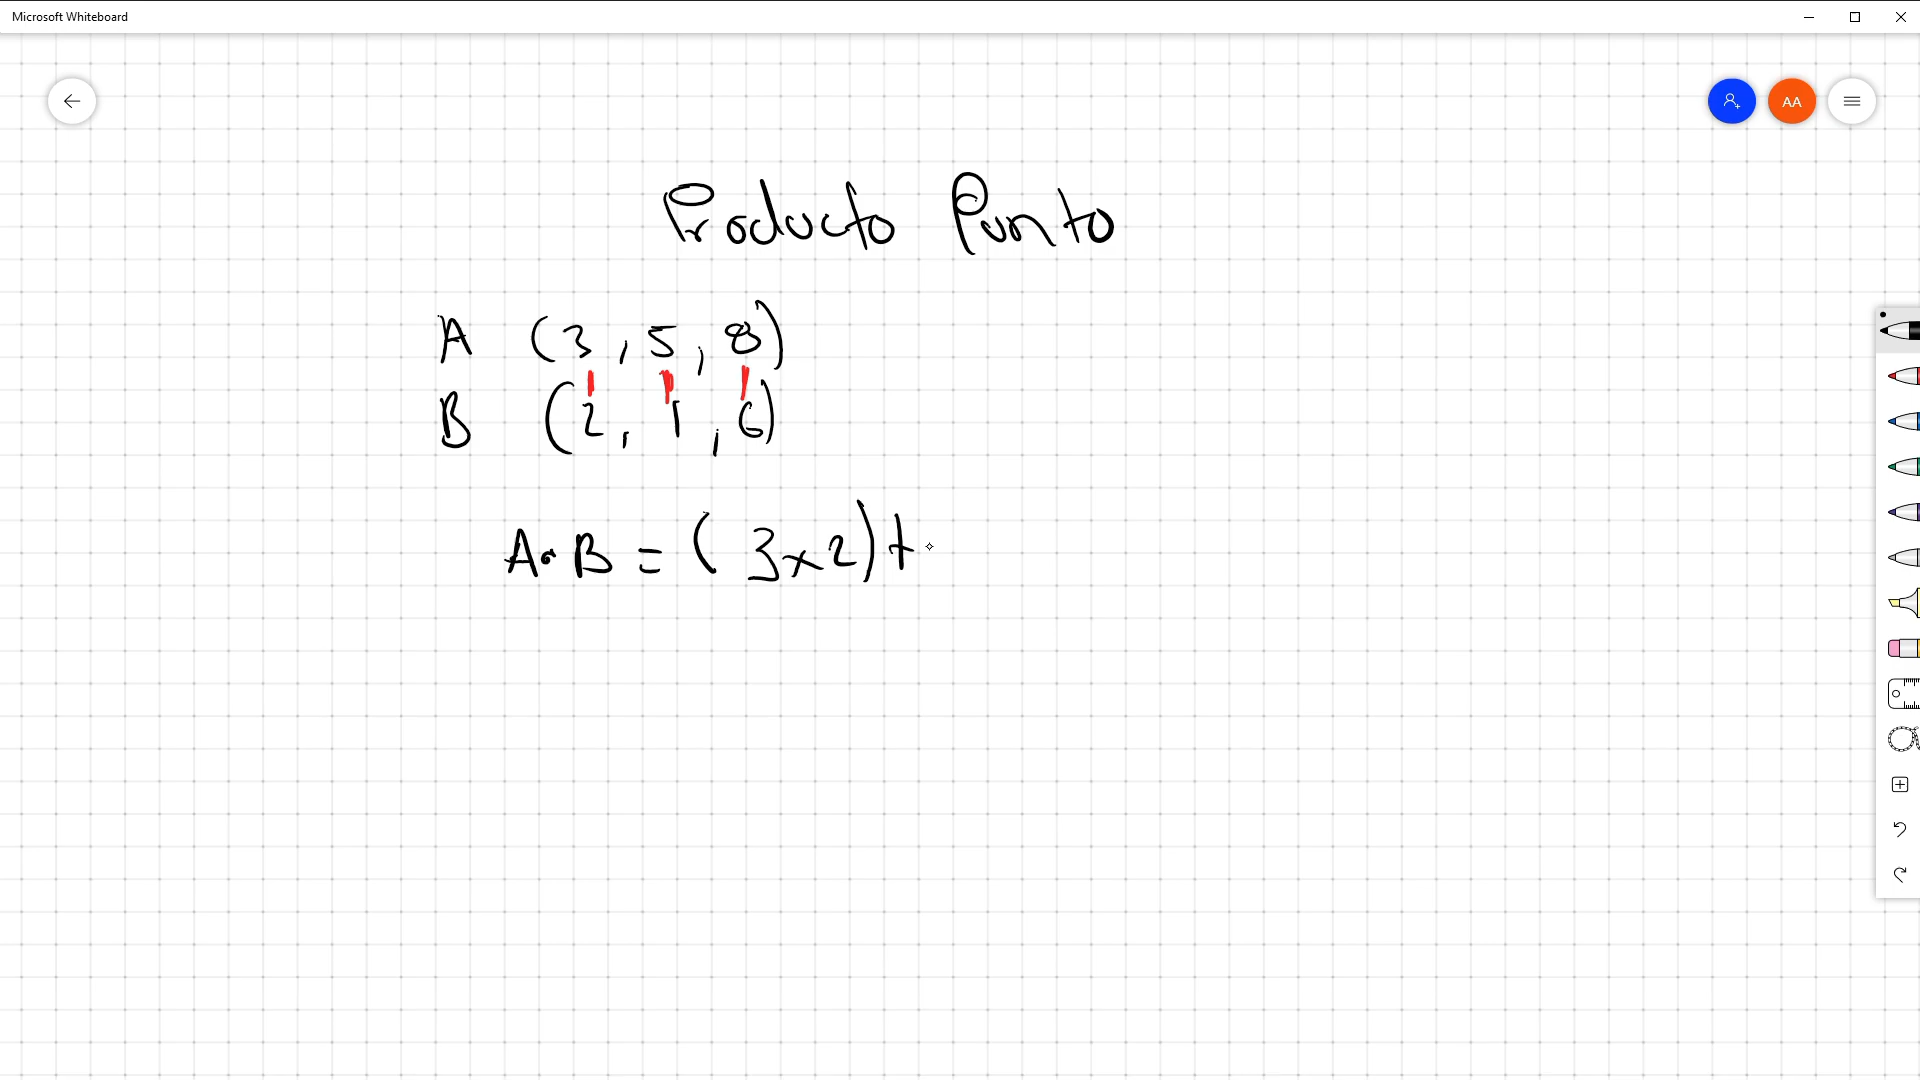 Microsoft Whiteboard
AA
Producto Punto
A (3, 5, 8)
B (2, 1, 6)
A•B = (3x2)+